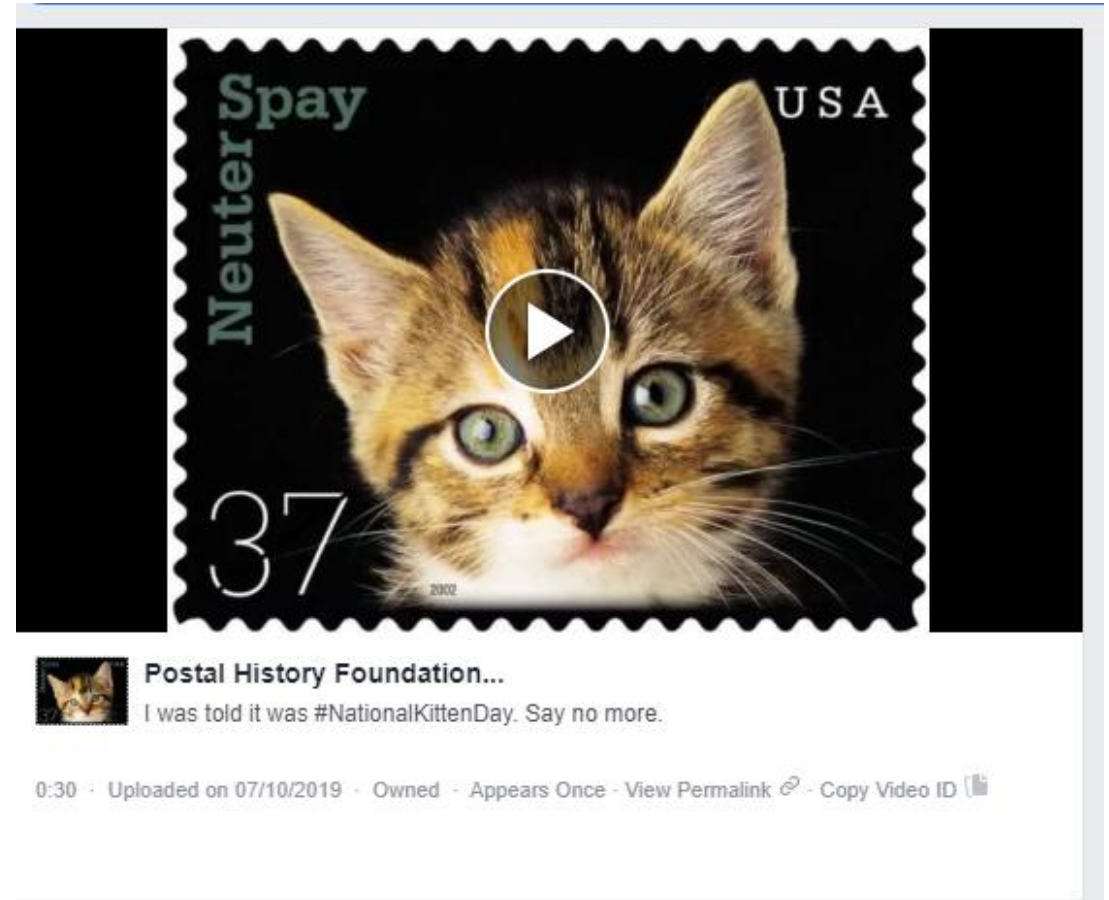 Spay
Neuter
USA
37
2002
Postal History Foundation...
I was told it was #NationalKittenDay. Say no more.
0:30 · Uploaded on 07/10/2019 · Owned · Appears Once · View Permalink · Copy Video ID